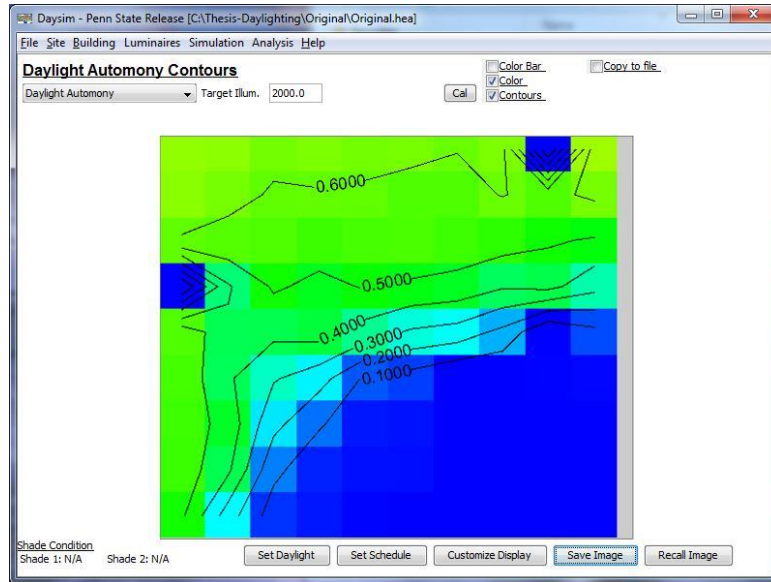 Daysim - Penn State Release [C:\Thesis-Daylighting\Original\Original.hea]
File Site Building Luminaires Simulation Analysis Help
Daylight Automony Contours
Color Bar
Copy to file
Daylight Automony
Target Illum.
2000.0
Cal
Color
Contours
0.6000
0.5000
0.4000
0.3000
0.2000
0.1000
Shade Condition
Shade 1: N/A Shade 2: N/A
Set Daylight
Set Schedule
Customize Display
Save Image
Recall Image